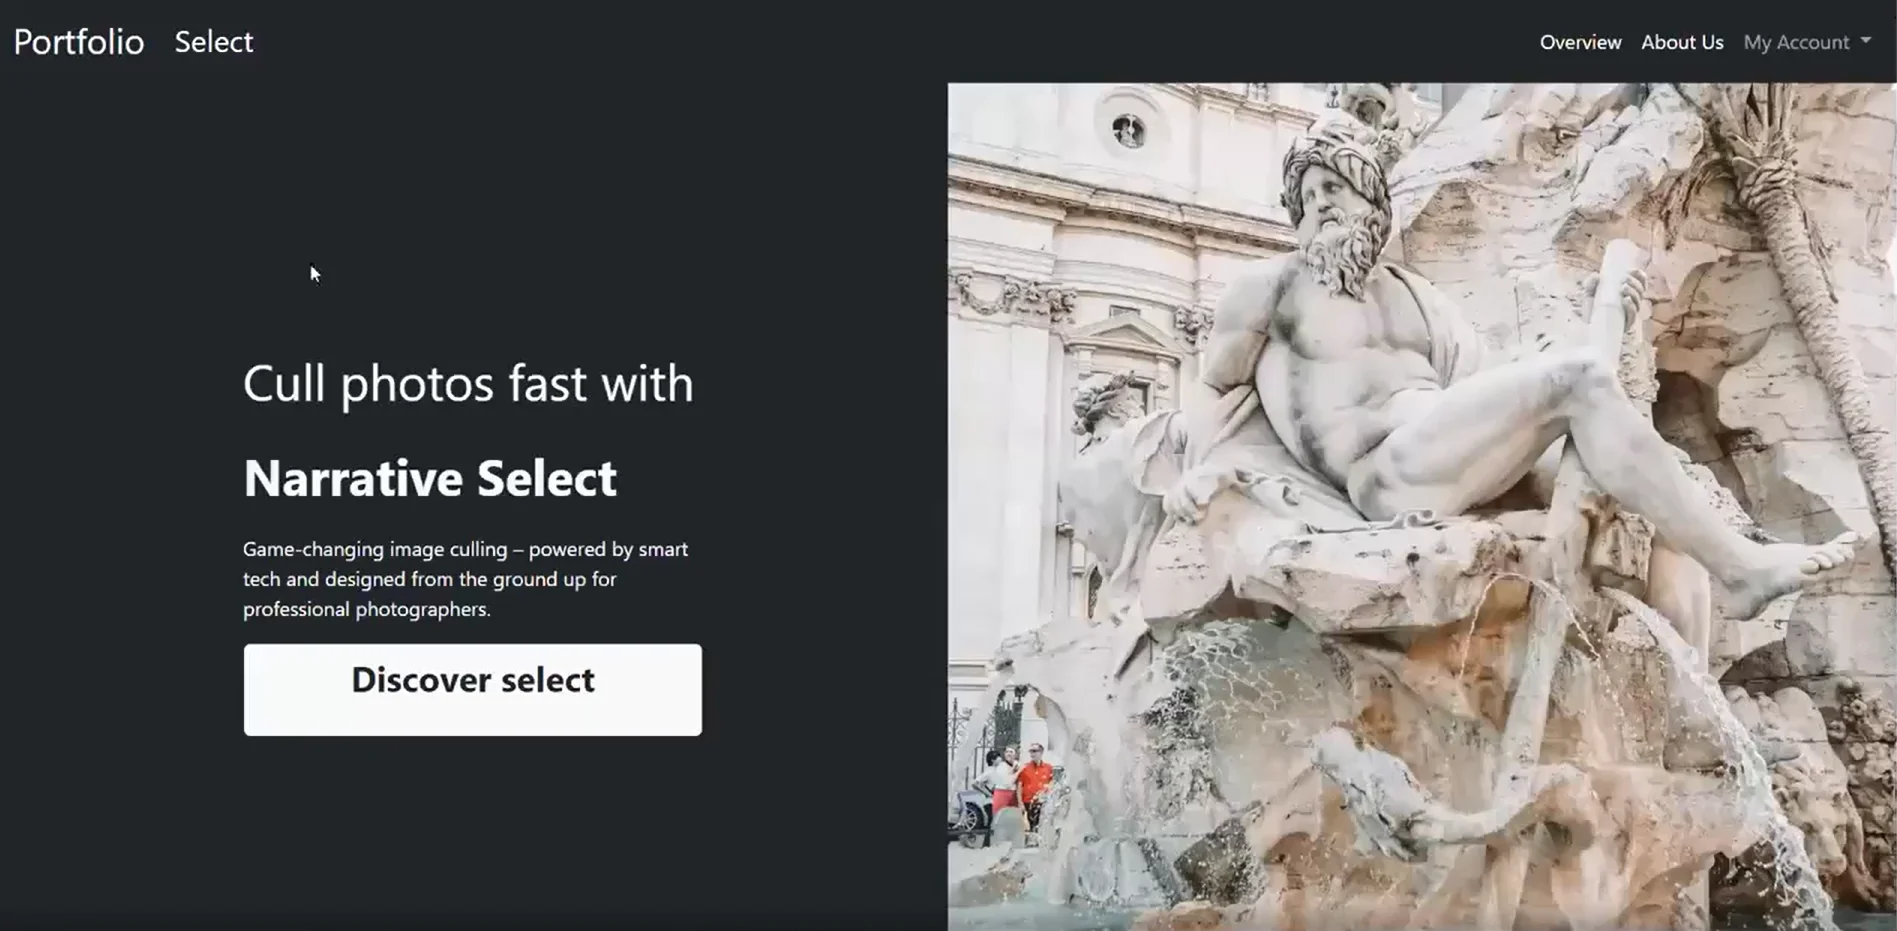 Portfolio Select Overview About Us My Account
Cull photos fast with
Narrative Select
Game-changing image culling – powered by smart
tech and designed from the ground up for
professional photographers.
Discover select